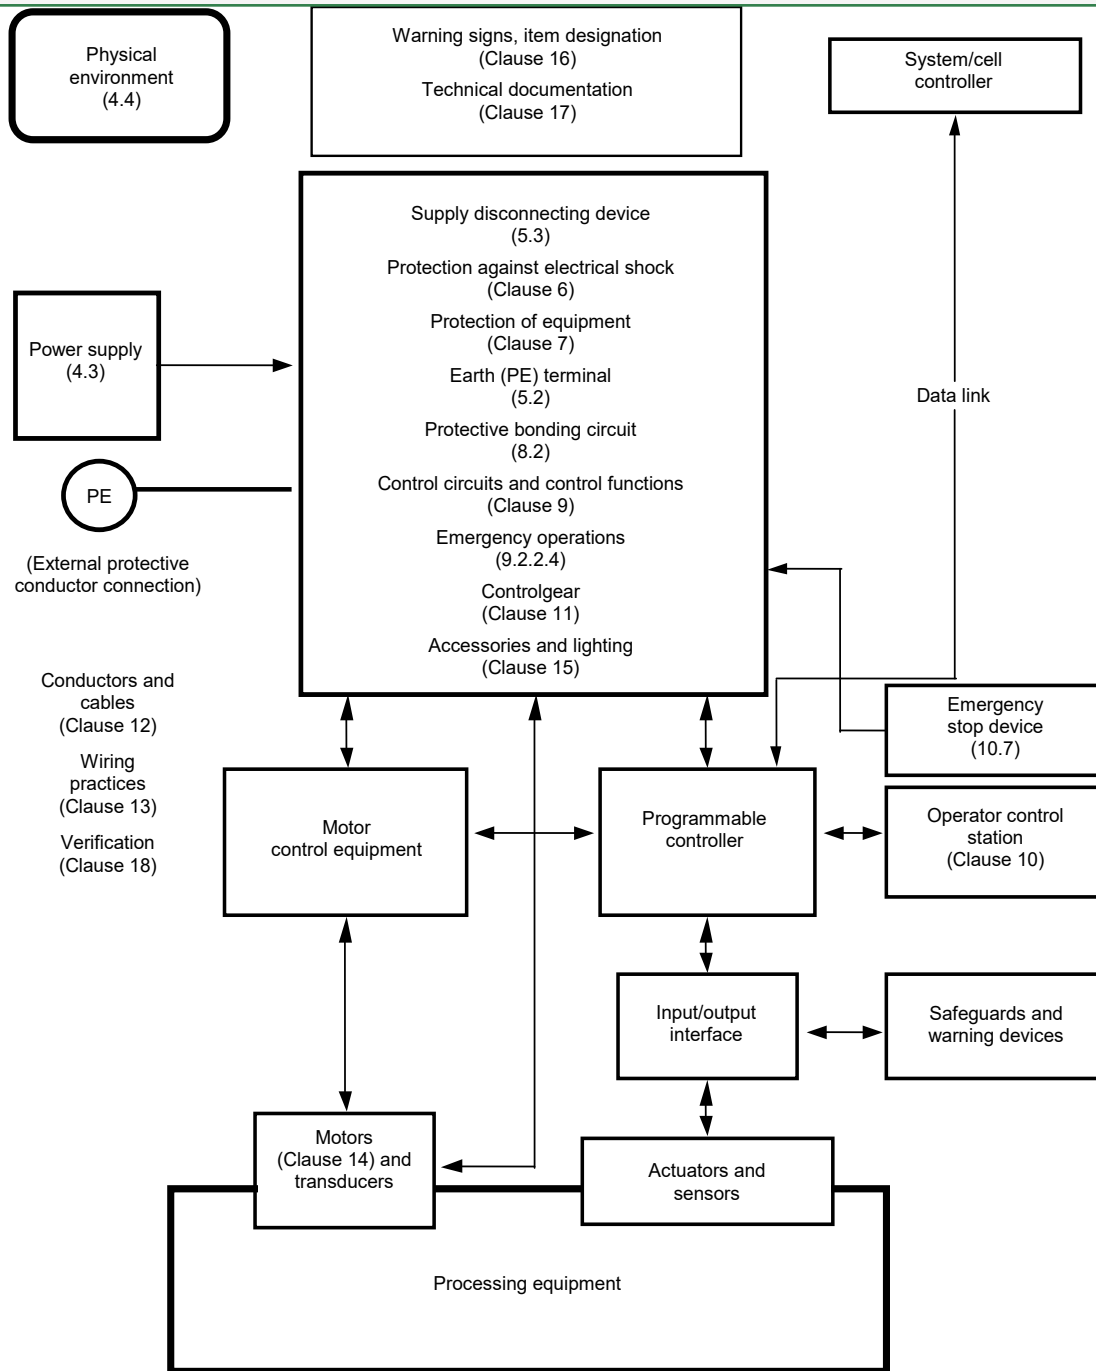 Physical
environment
(4.4)
Warning signs, item designation
(Clause 16)
Technical documentation
(Clause 17)
System/cell
controller
Supply disconnecting device
(5.3)
Protection against electrical shock
(Clause 6)
Protection of equipment
(Clause 7)
Earth (PE) terminal
(5.2)
Protective bonding circuit
(8.2)
Control circuits and control functions
(Clause 9)
Emergency operations
(9.2.2.4)
Controlgear
(Clause 11)
Accessories and lighting
(Clause 15)
Power supply
(4.3)
PE
(External protective
conductor connection)
Data link
Conductors and
cables
(Clause 12)
Wiring
practices
(Clause 13)
Verification
(Clause 18)
Emergency
stop device
(10.7)
Motor
control equipment
Programmable
controller
Operator control
station
(Clause 10)
Input/output
interface
Safeguards and
warning devices
Motors
(Clause 14) and
transducers
Actuators and
sensors
Processing equipment